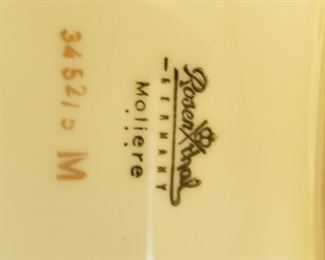 Rosenthal
GERMANY
Moliere
3452/5 M